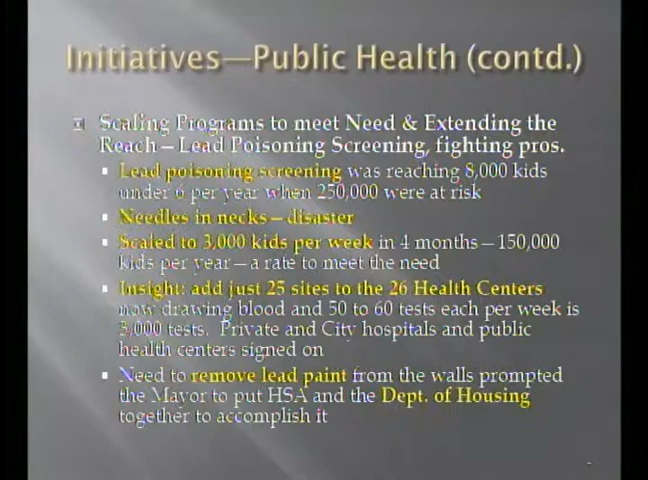 Initiatives—Public Health (contd.)
Scaling Programs to meet Need & Extending the
Reach – Lead Poisoning Screening, fighting pros.
Lead poisoning screening was reaching 8,000 kids
under 6 per year when 250,000 were at risk
Needles in necks – disaster
Scaled to 3,000 kids per week in 4 months—150,000
kids per year—a rate to meet the need
Insight: add just 25 sites to the 26 Health Centers
now drawing blood and 50 to 60 tests each per week is
3,000 tests. Private and City hospitals and public
health centers signed on
Need to remove lead paint from the walls prompted
the Mayor to put HSA and the Dept. of Housing
together to accomplish it